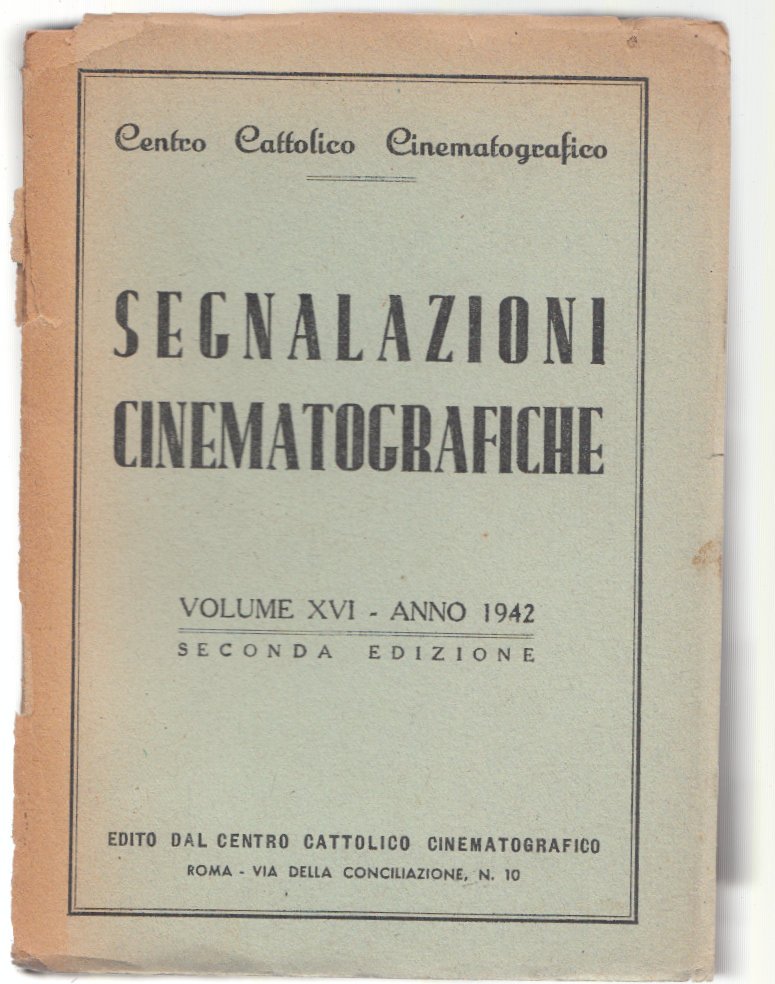 Centro Cattolico Cinematografico
SEGNALAZIONI
CINEMATOGRAFICHE
VOLUME XVI - ANNO 1942
SECONDA EDIZIONE
EDITO DAL CENTRO CATTOLICO CINEMATOGRAFICO
ROMA - VIA DELLA CONCILIAZIONE, N. 10